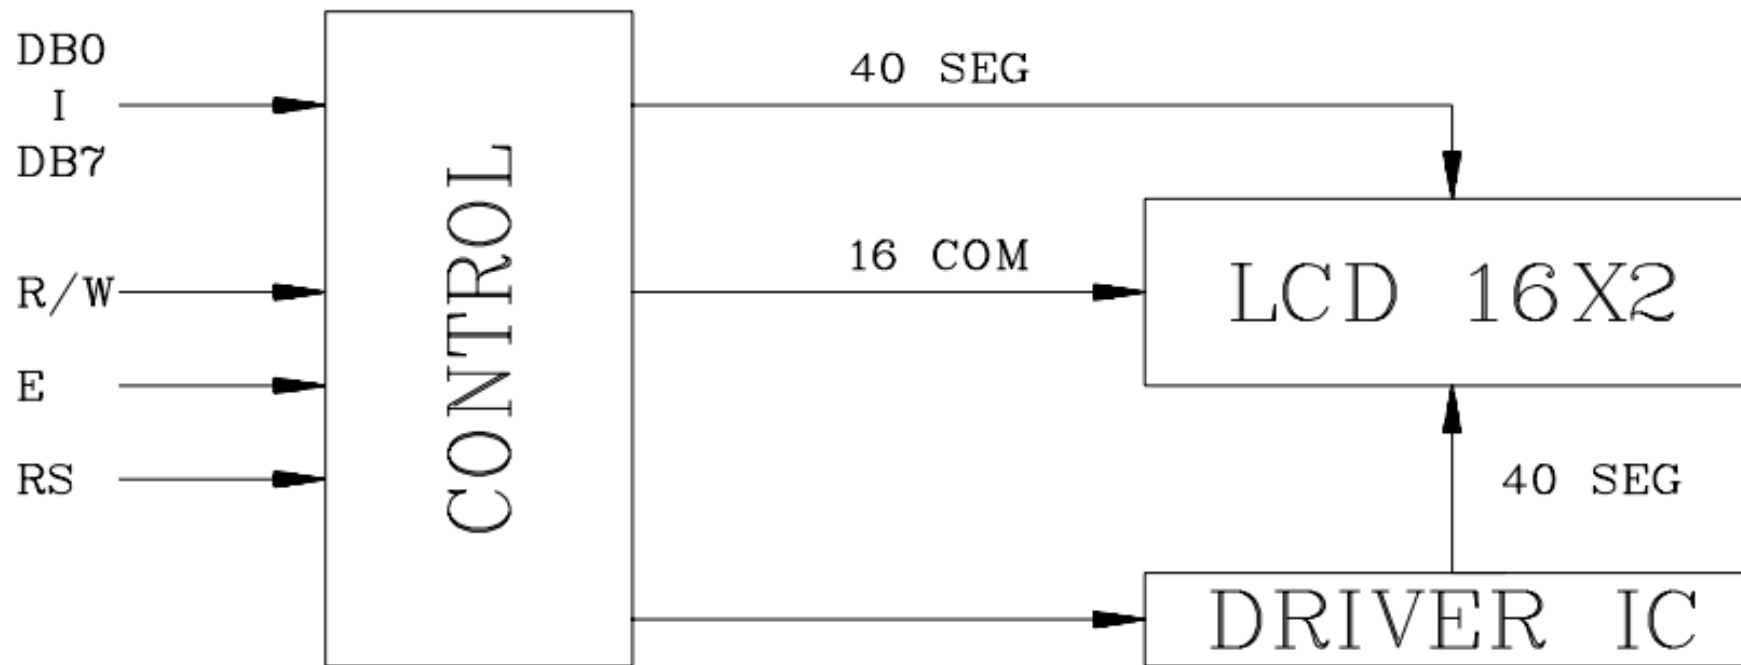 DB0
I
DB7
R/W
E
RS
CONTROL
40 SEG
16 COM
LCD 16X2
40 SEG
DRIVER IC